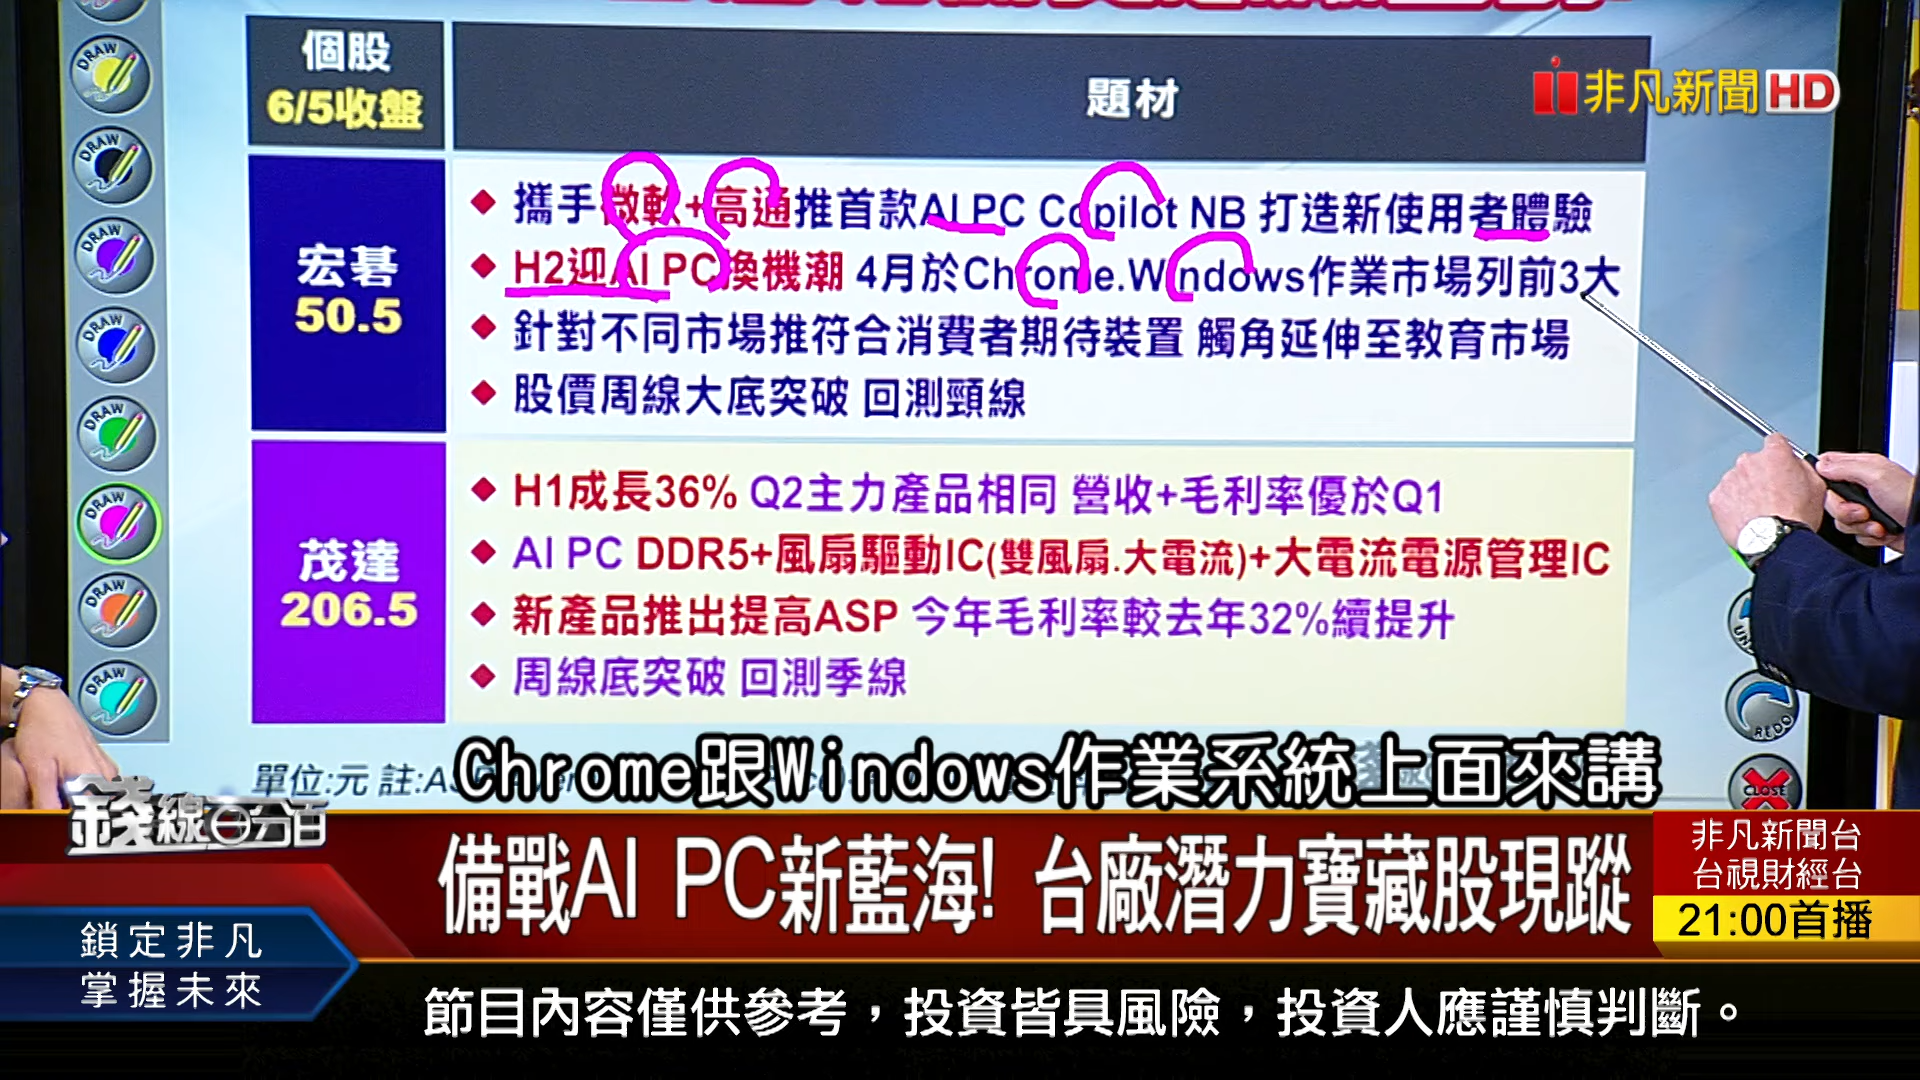 個股
6/5收盤
題材
非凡新聞HD
宏碁
50.5
攜手微軟+高通推首款AI PC Copilot NB 打造新使用者體驗
H2迎AI PC換機潮 4月於Chrome.Windows作業市場列前3大
針對不同市場推符合消費者期待裝置 觸角延伸至教育市場
股價周線大底突破 回測頸線
茂達
206.5
H1成長36% Q2主力產品相同 營收+毛利率優於Q1
AI PC DDR5+風扇驅動IC(雙風扇.大電流)+大電流電源管理IC
新產品推出提高ASP 今年毛利率較去年32%續提升
周線底突破 回測季線
DRAW
DRAW
DRAW
DRAW
DRAW
DRAW
DRAW
DRAW
REDO
CLOSE
單位:元 註:A
Chrome跟Windows作業系統上面來講
錢線百分百
備戰AI PC新藍海! 台廠潛力寶藏股現蹤
非凡新聞台
台視財經台
21:00首播
鎖定非凡
掌握未來
節目內容僅供參考，投資皆具風險，投資人應謹慎判斷。